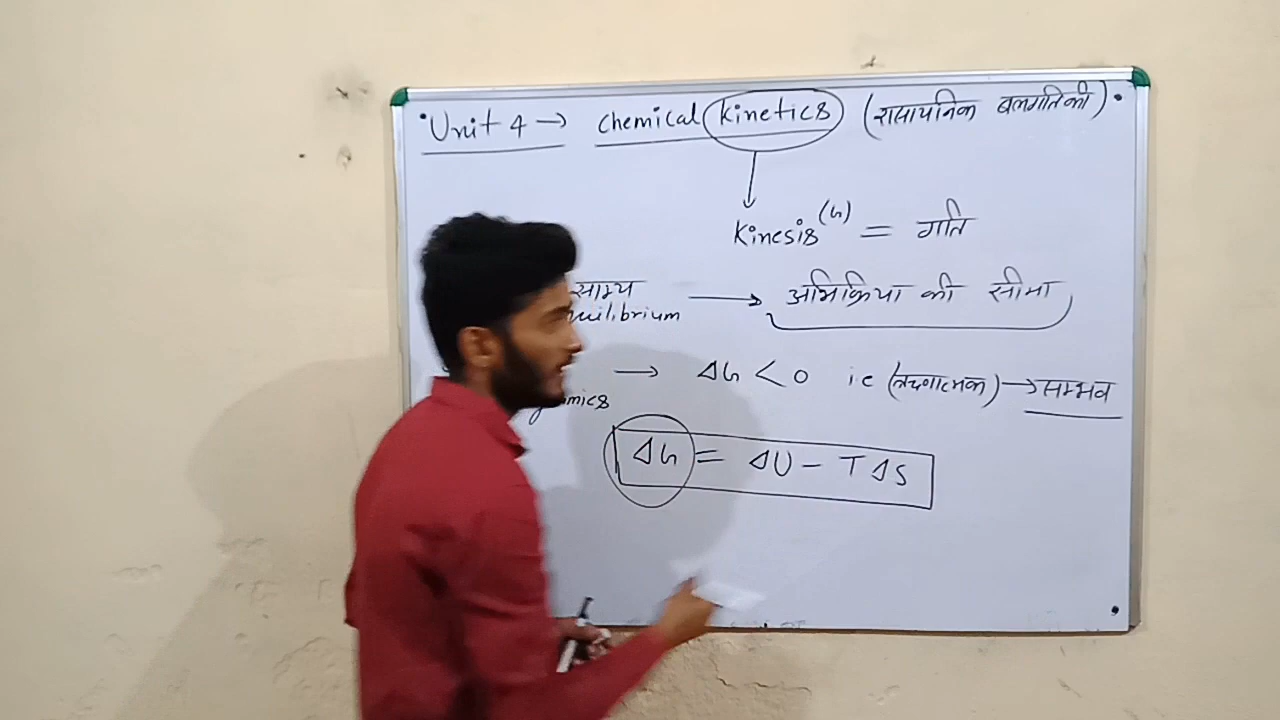 Unit 4 → Chemical Kinetics (रासायनिक बलगतिकी)
Kinesis (G) = गति
साम्य → अभिक्रिया की सीमा
uilibrium
→ ΔG < 0 ie (ऋणात्मक) → सम्भव
amics
ΔG = ΔU - TΔS